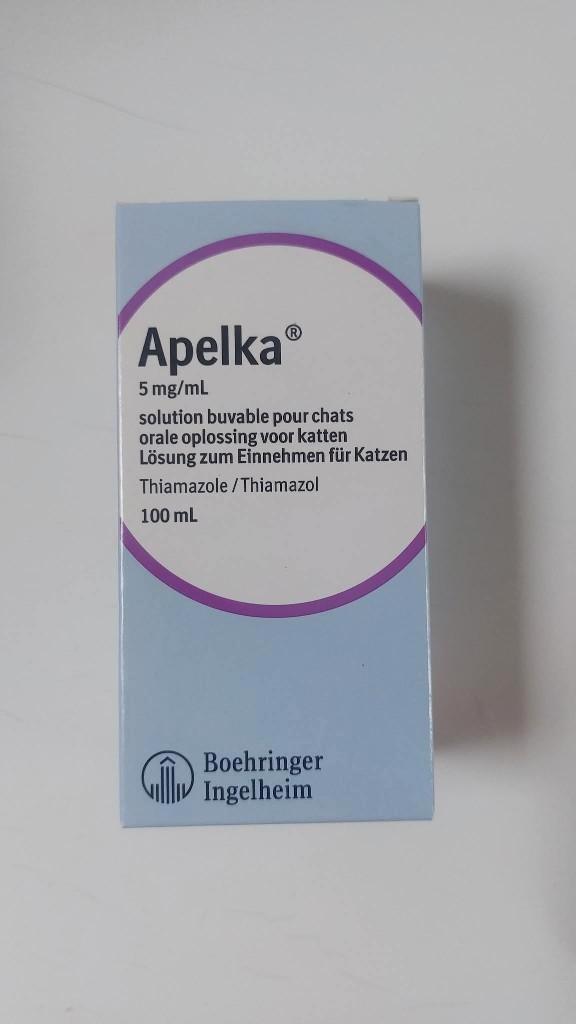 Apelka®
5 mg/mL
solution buvable pour chats
orale oplossing voor katten
Lösung zum Einnehmen für Katzen
Thiamazole / Thiamazol
100 mL
Boehringer
Ingelheim